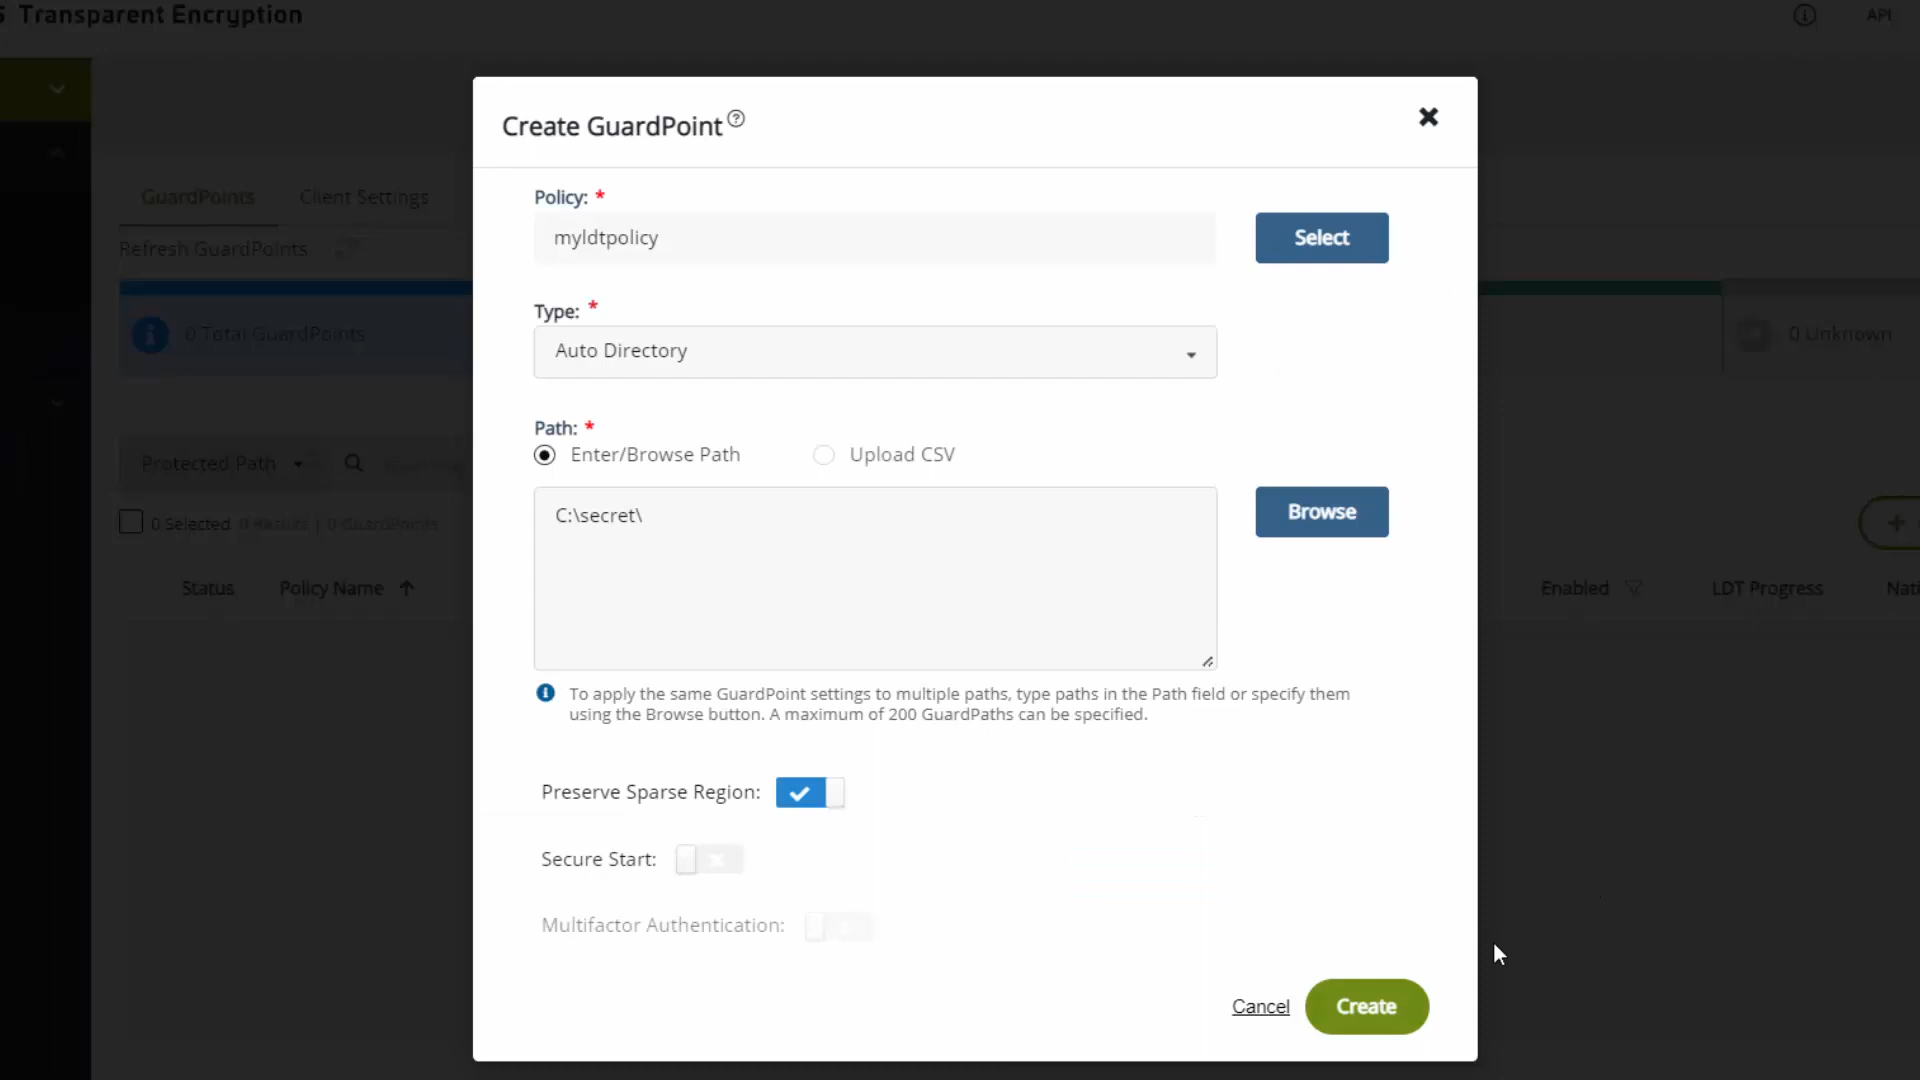 Transparent Encryption
API
Create GuardPoint
GuardPoints
Client Settings
Policy: *
myldtpolicy
Select
Refresh GuardPoints
Type: *
0 Total GuardPoints
Auto Directory
0 Unknown
Path: *
Enter/Browse Path
Upload CSV
Protected Path
C:\secret\
Browse
0 Selected 0 Results | 0 GuardPoints
Status
Policy Name
Enabled
LDT Progress
To apply the same GuardPoint settings to multiple paths, type paths in the Path field or specify them
using the Browse button. A maximum of 200 GuardPaths can be specified.
Preserve Sparse Region:
Secure Start:
Multifactor Authentication:
Cancel
Create